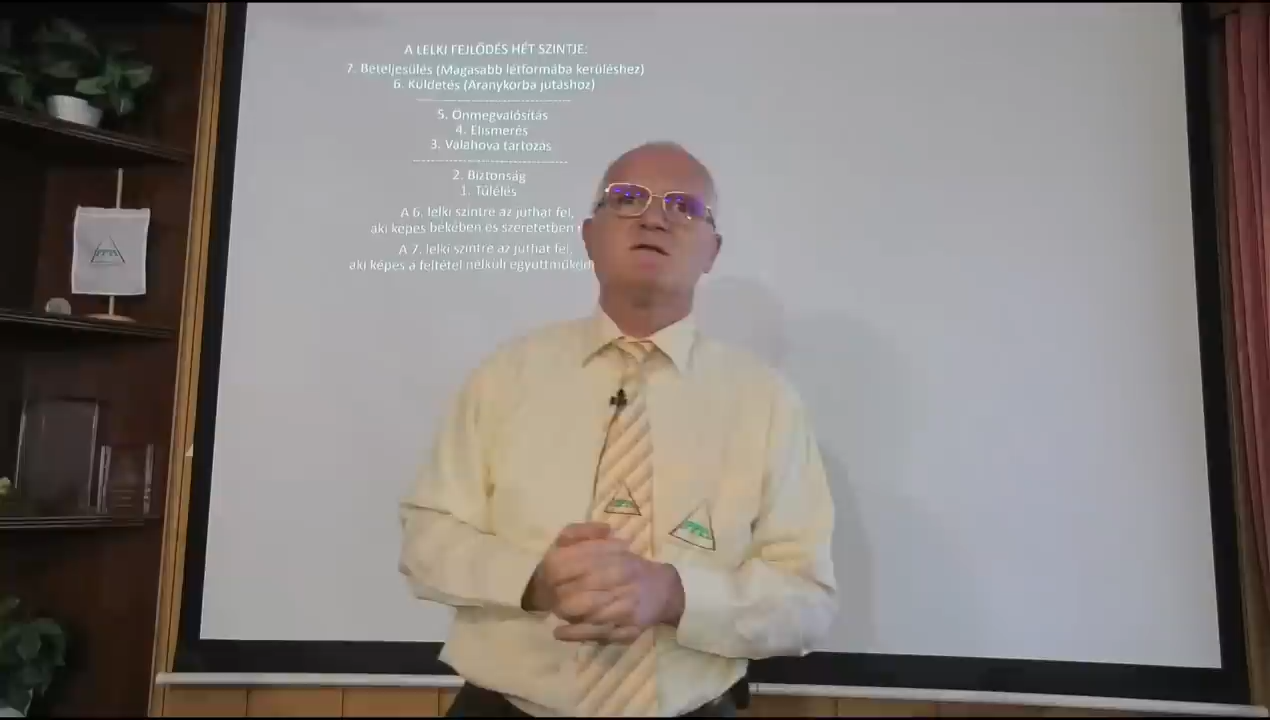 A LELKI FEJLŐDÉS HÉT SZINTJE:
7. Beteljesülés (Magasabb létformába kerüléshez)
6. Küldetés (Aranykorba jutáshoz)
5. Önmegvalósítás
4. Elismerés
3. Valahova tartozás
2. Biztonság
1. Túlélés
A 6. lelki szintre az juthat fel,
aki képes békében és szeretetben
A 7. lelki szintre az juthat fel,
aki képes a feltétel nélküli